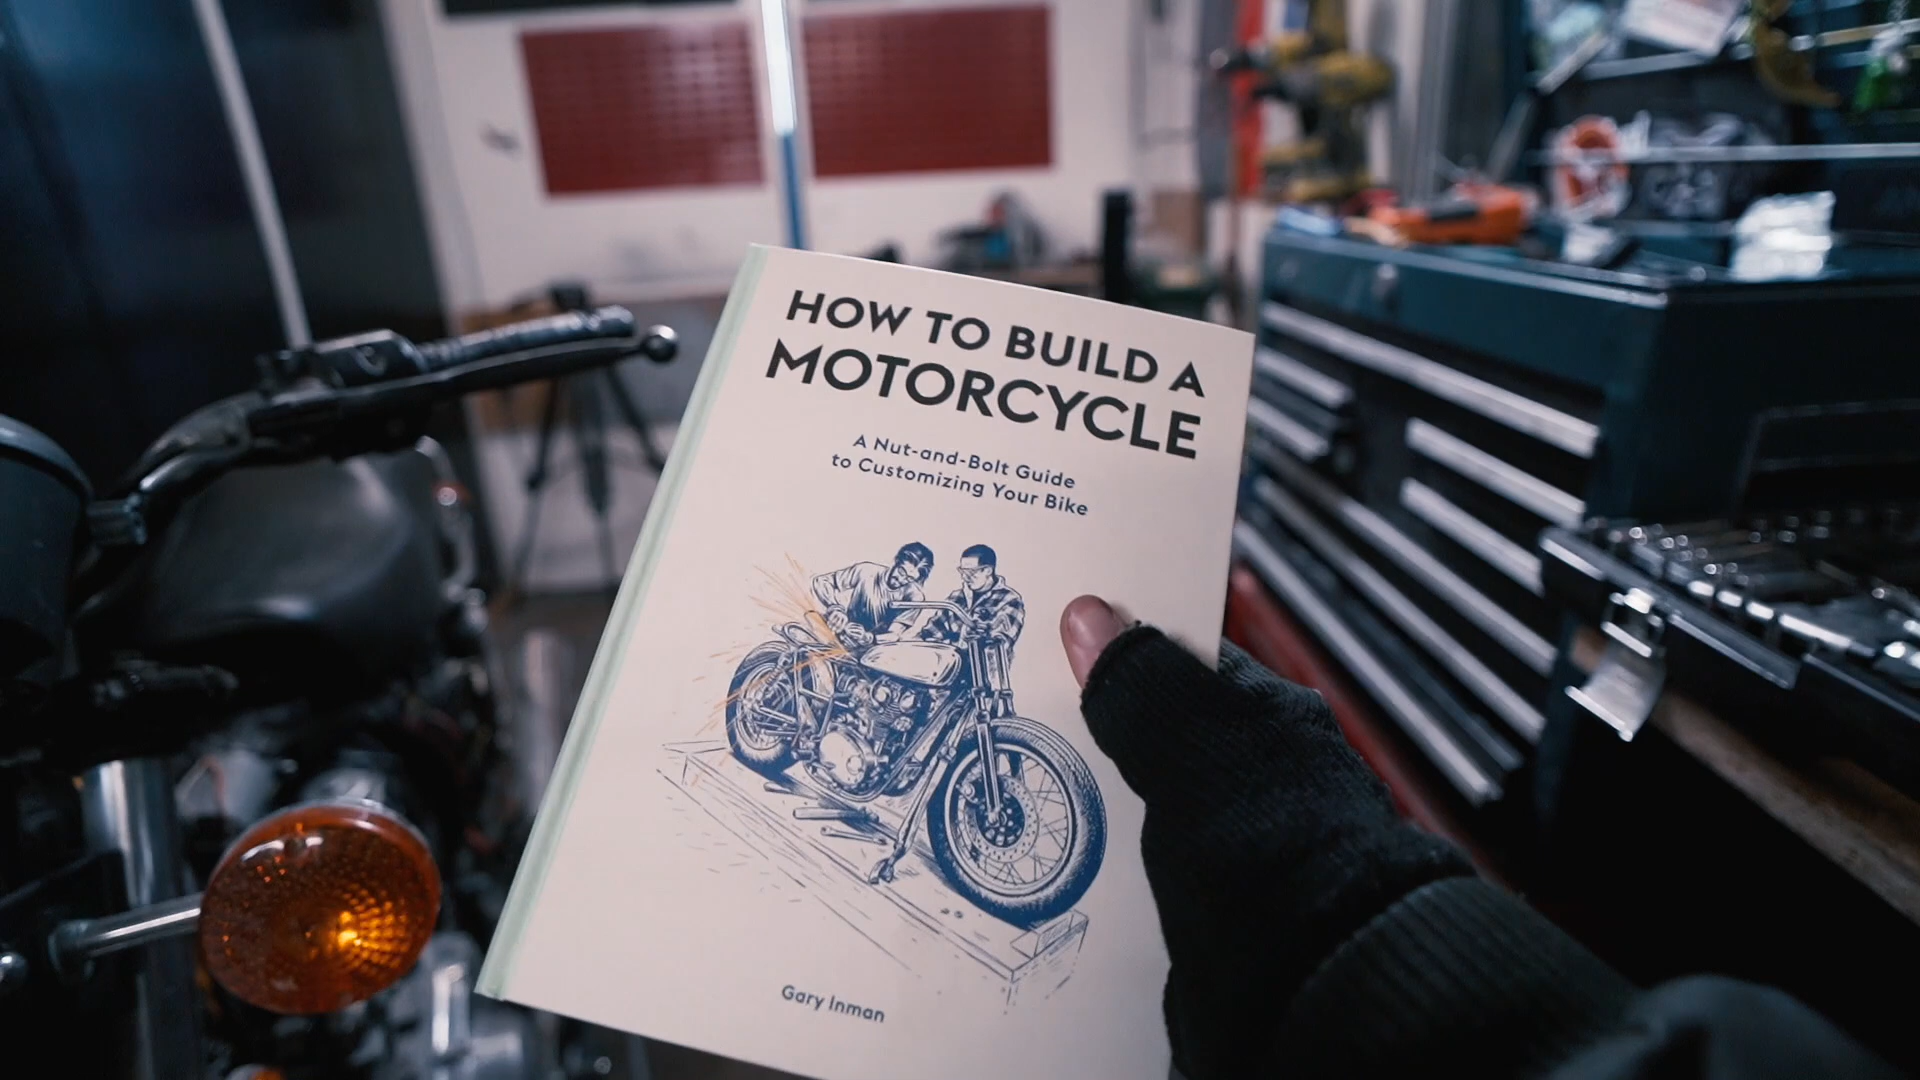 HOW TO BUILD A
MOTORCYCLE
A Nut-and-Bolt Guide
to Customizing Your Bike
Gary Inman